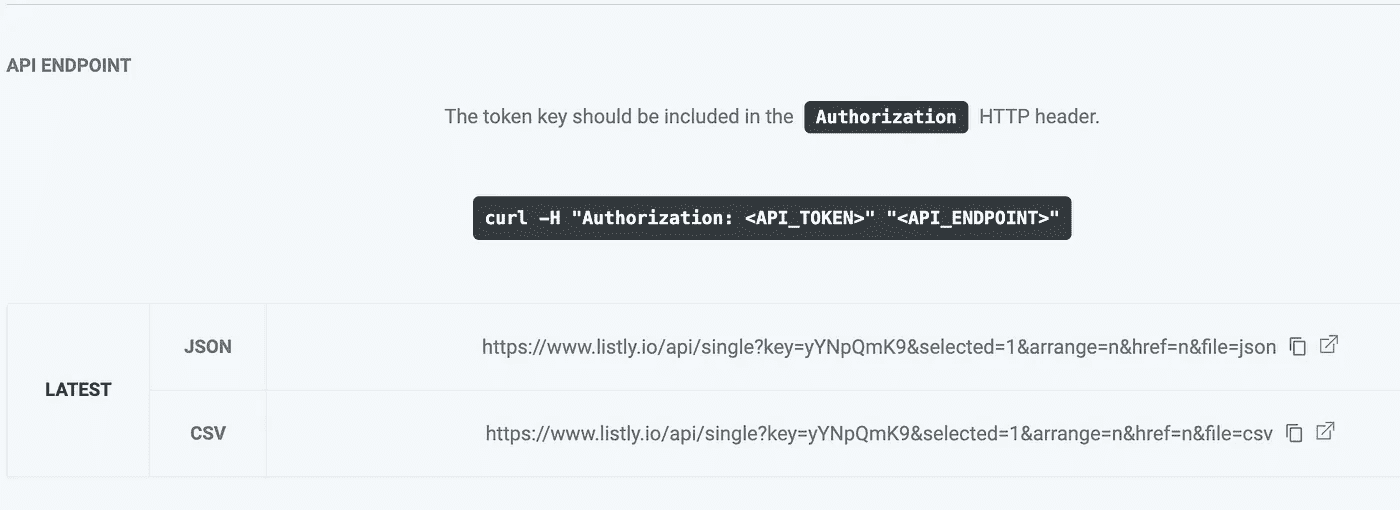 API ENDPOINT
The token key should be included in the Authorization HTTP header.
curl -H "Authorization: <API_TOKEN>" "<API_ENDPOINT>"
LATEST
JSON
https://www.listly.io/api/single?key=yYNpQmK9&selected=1&arrange=n&href=n&file=json
CSV
https://www.listly.io/api/single?key=yYNpQmK9&selected=1&arrange=n&href=n&file=csv